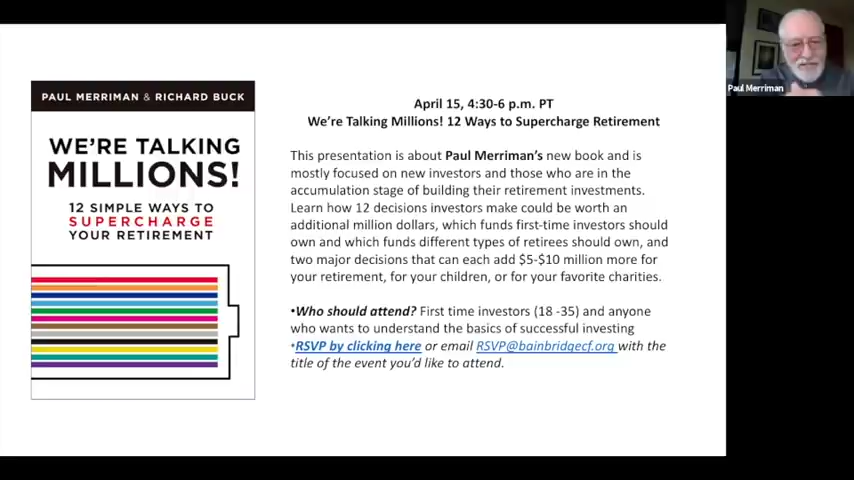 PAUL MERRIMAN & RICHARD BUCK
WE'RE TALKING
MILLIONS!
12 SIMPLE WAYS TO
SUPERCHARGE
YOUR RETIREMENT
April 15, 4:30-6 p.m. PT
We're Talking Millions! 12 Ways to Supercharge Retirement
This presentation is about Paul Merriman's new book and is
mostly focused on new investors and those who are in the
accumulation stage of building their retirement investments.
Learn how 12 decisions investors make could be worth an
additional million dollars, which funds first-time investors should
own and which funds different types of retirees should own, and
two major decisions that can each add $5-$10 million more for
your retirement, for your children, or for your favorite charities.
•Who should attend? First time investors (18 -35) and anyone
who wants to understand the basics of successful investing
•RSVP by clicking here or email RSVP@bainbridgecf.org with the
title of the event you'd like to attend.
Paul Merriman